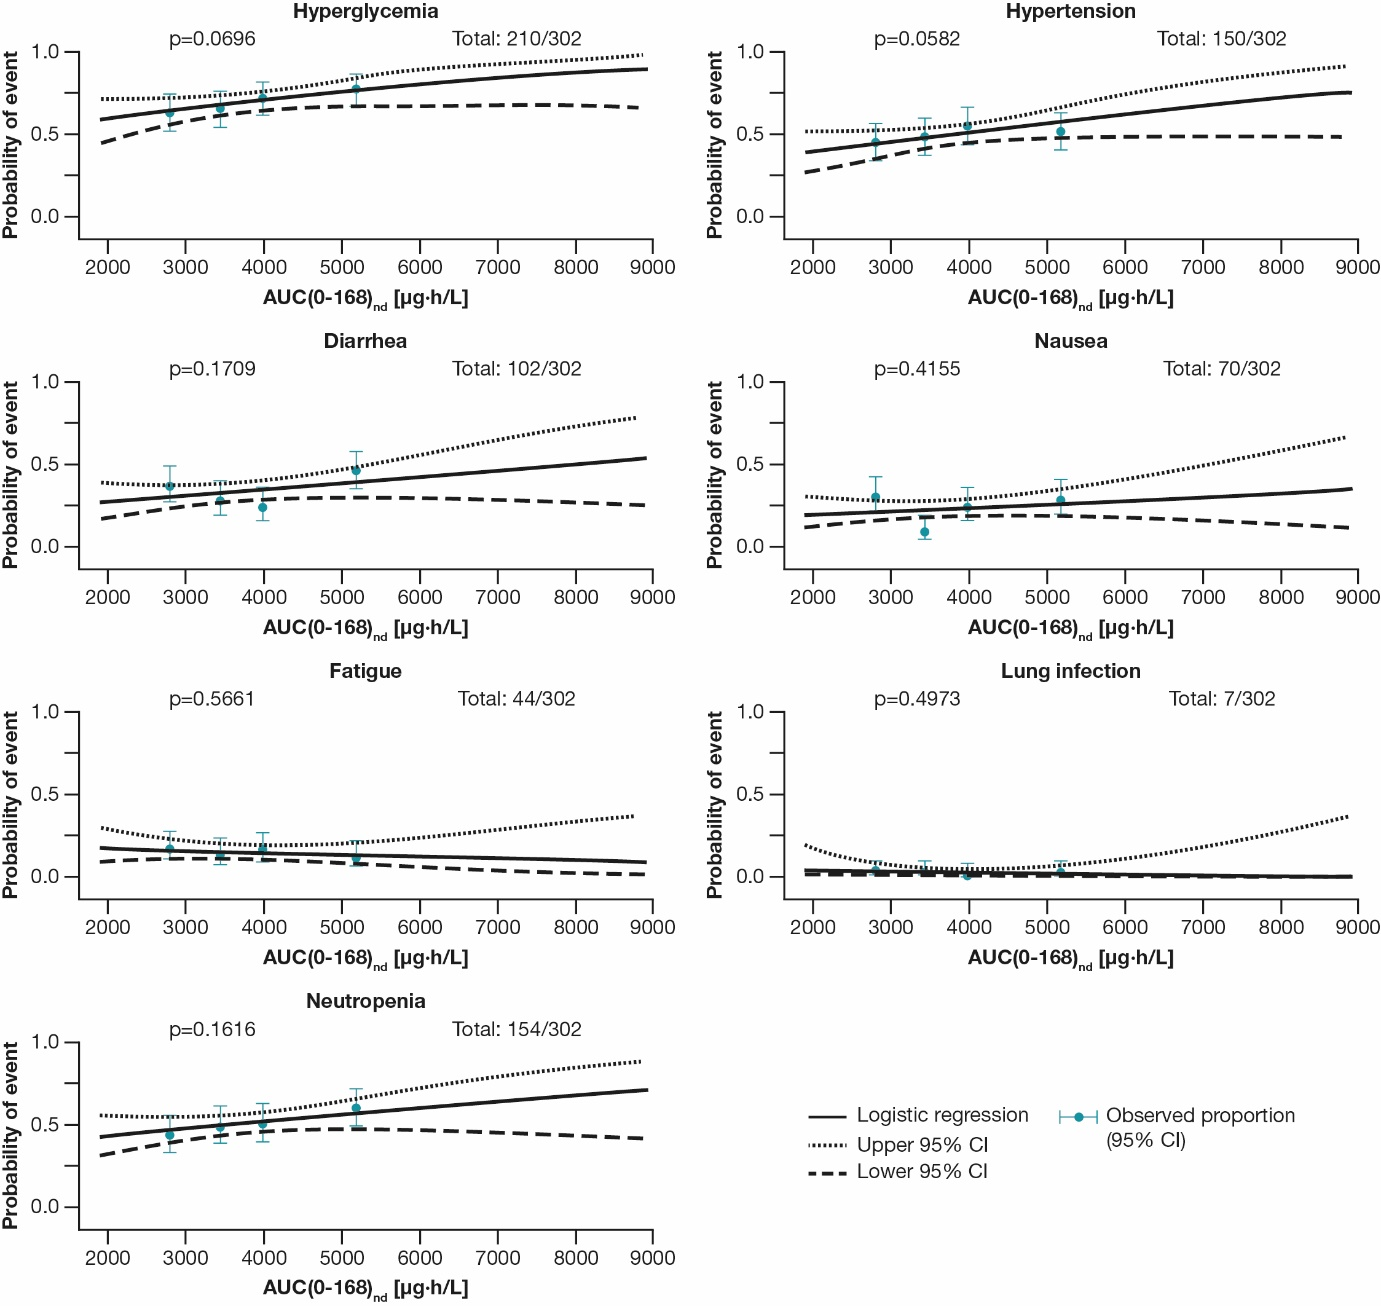 Hyperglycemia
p=0.0696 Total: 210/302
Probability of event
1.0
0.5
0.0
2000 3000 4000 5000 6000 7000 8000 9000
AUC(0-168)nd [µg·h/L]
Hypertension
p=0.0582 Total: 150/302
Probability of event
1.0
0.5
0.0
2000 3000 4000 5000 6000 7000 8000 9000
AUC(0-168)nd [µg·h/L]
Diarrhea
p=0.1709 Total: 102/302
Probability of event
1.0
0.5
0.0
2000 3000 4000 5000 6000 7000 8000 9000
AUC(0-168)nd [µg·h/L]
Nausea
p=0.4155 Total: 70/302
Probability of event
1.0
0.5
0.0
2000 3000 4000 5000 6000 7000 8000 9000
AUC(0-168)nd [µg·h/L]
Fatigue
p=0.5661 Total: 44/302
Probability of event
1.0
0.5
0.0
2000 3000 4000 5000 6000 7000 8000 9000
AUC(0-168)nd [µg·h/L]
Lung infection
p=0.4973 Total: 7/302
Probability of event
1.0
0.5
0.0
2000 3000 4000 5000 6000 7000 8000 9000
AUC(0-168)nd [µg·h/L]
Neutropenia
p=0.1616 Total: 154/302
Probability of event
1.0
0.5
0.0
2000 3000 4000 5000 6000 7000 8000 9000
AUC(0-168)nd [µg·h/L]
Logistic regression
Upper 95% CI
Lower 95% CI
Observed proportion
(95% CI)